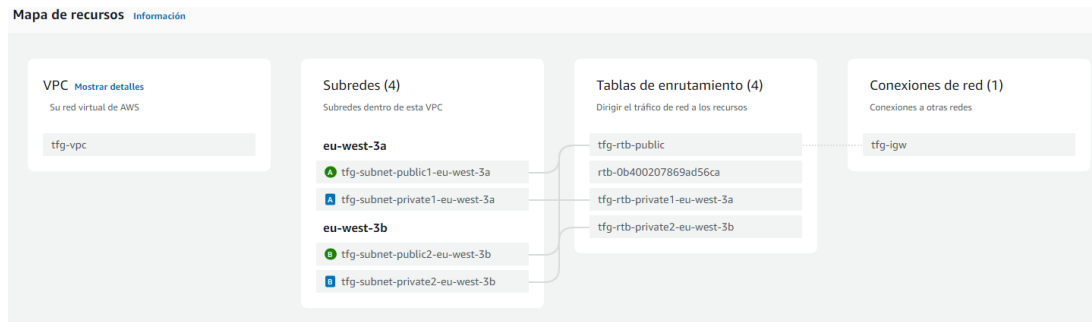 Mapa de recursos Información
VPC Mostrar detalles
Su red virtual de AWS
tfg-vpc
Subredes (4)
Subredes dentro de esta VPC
eu-west-3a
A tfg-subnet-public1-eu-west-3a
A tfg-subnet-private1-eu-west-3a
eu-west-3b
B tfg-subnet-public2-eu-west-3b
B tfg-subnet-private2-eu-west-3b
Tablas de enrutamiento (4)
Dirigir el tráfico de red a los recursos
tfg-rtb-public
rtb-0b400207869ad56ca
tfg-rtb-private1-eu-west-3a
tfg-rtb-private2-eu-west-3b
Conexiones de red (1)
Conexiones a otras redes
tfg-igw